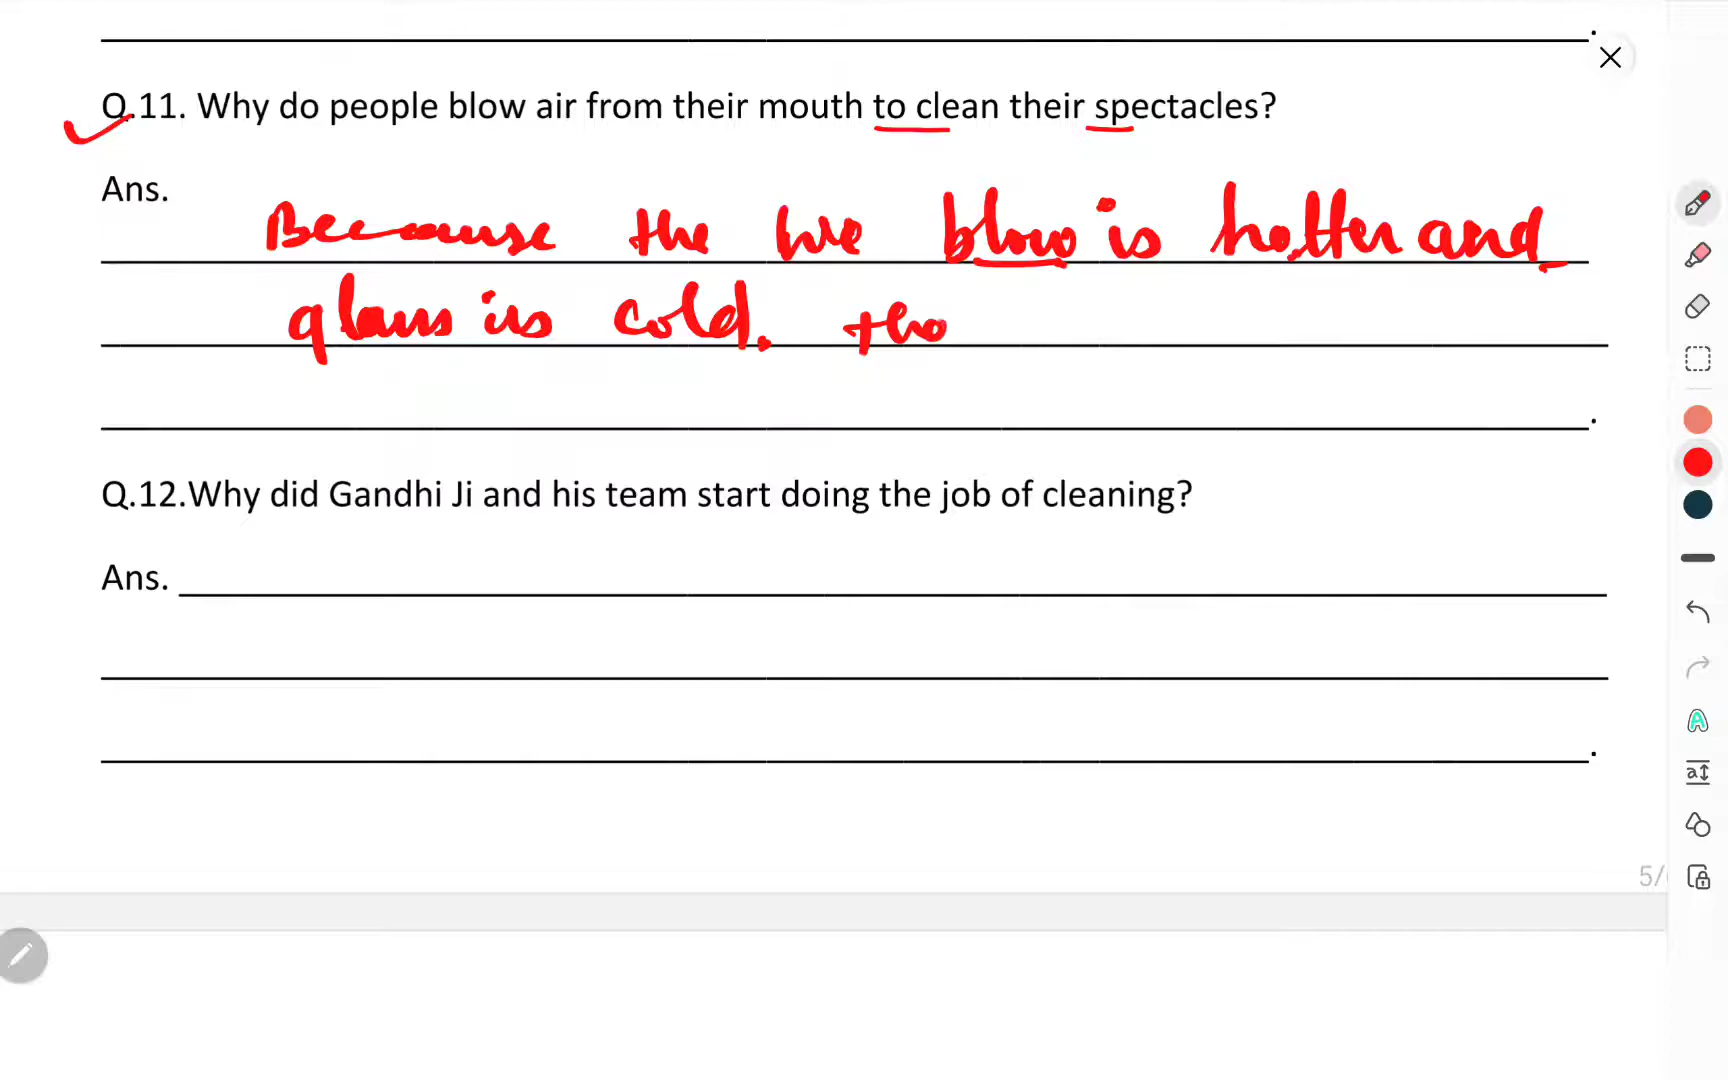 Q.11. Why do people blow air from their mouth to clean their spectacles?
Ans.
Because the we blow is hotter and
glass is cold. tho
Q.12.Why did Gandhi Ji and his team start doing the job of cleaning?
Ans.
5/